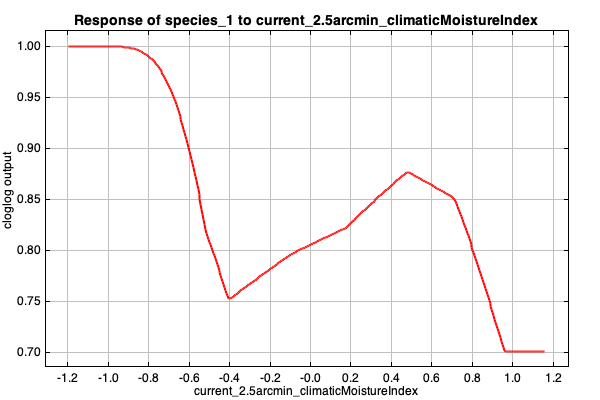 Response of species_1 to current_2.5arcmin_climaticMoistureIndex
1.00
0.95
0.90
0.85
0.80
0.75
0.70
cloglog output
-1.2 -1.0 -0.8 -0.6 -0.4 -0.2 -0.0 0.2 0.4 0.6 0.8 1.0 1.2
current_2.5arcmin_climaticMoistureIndex